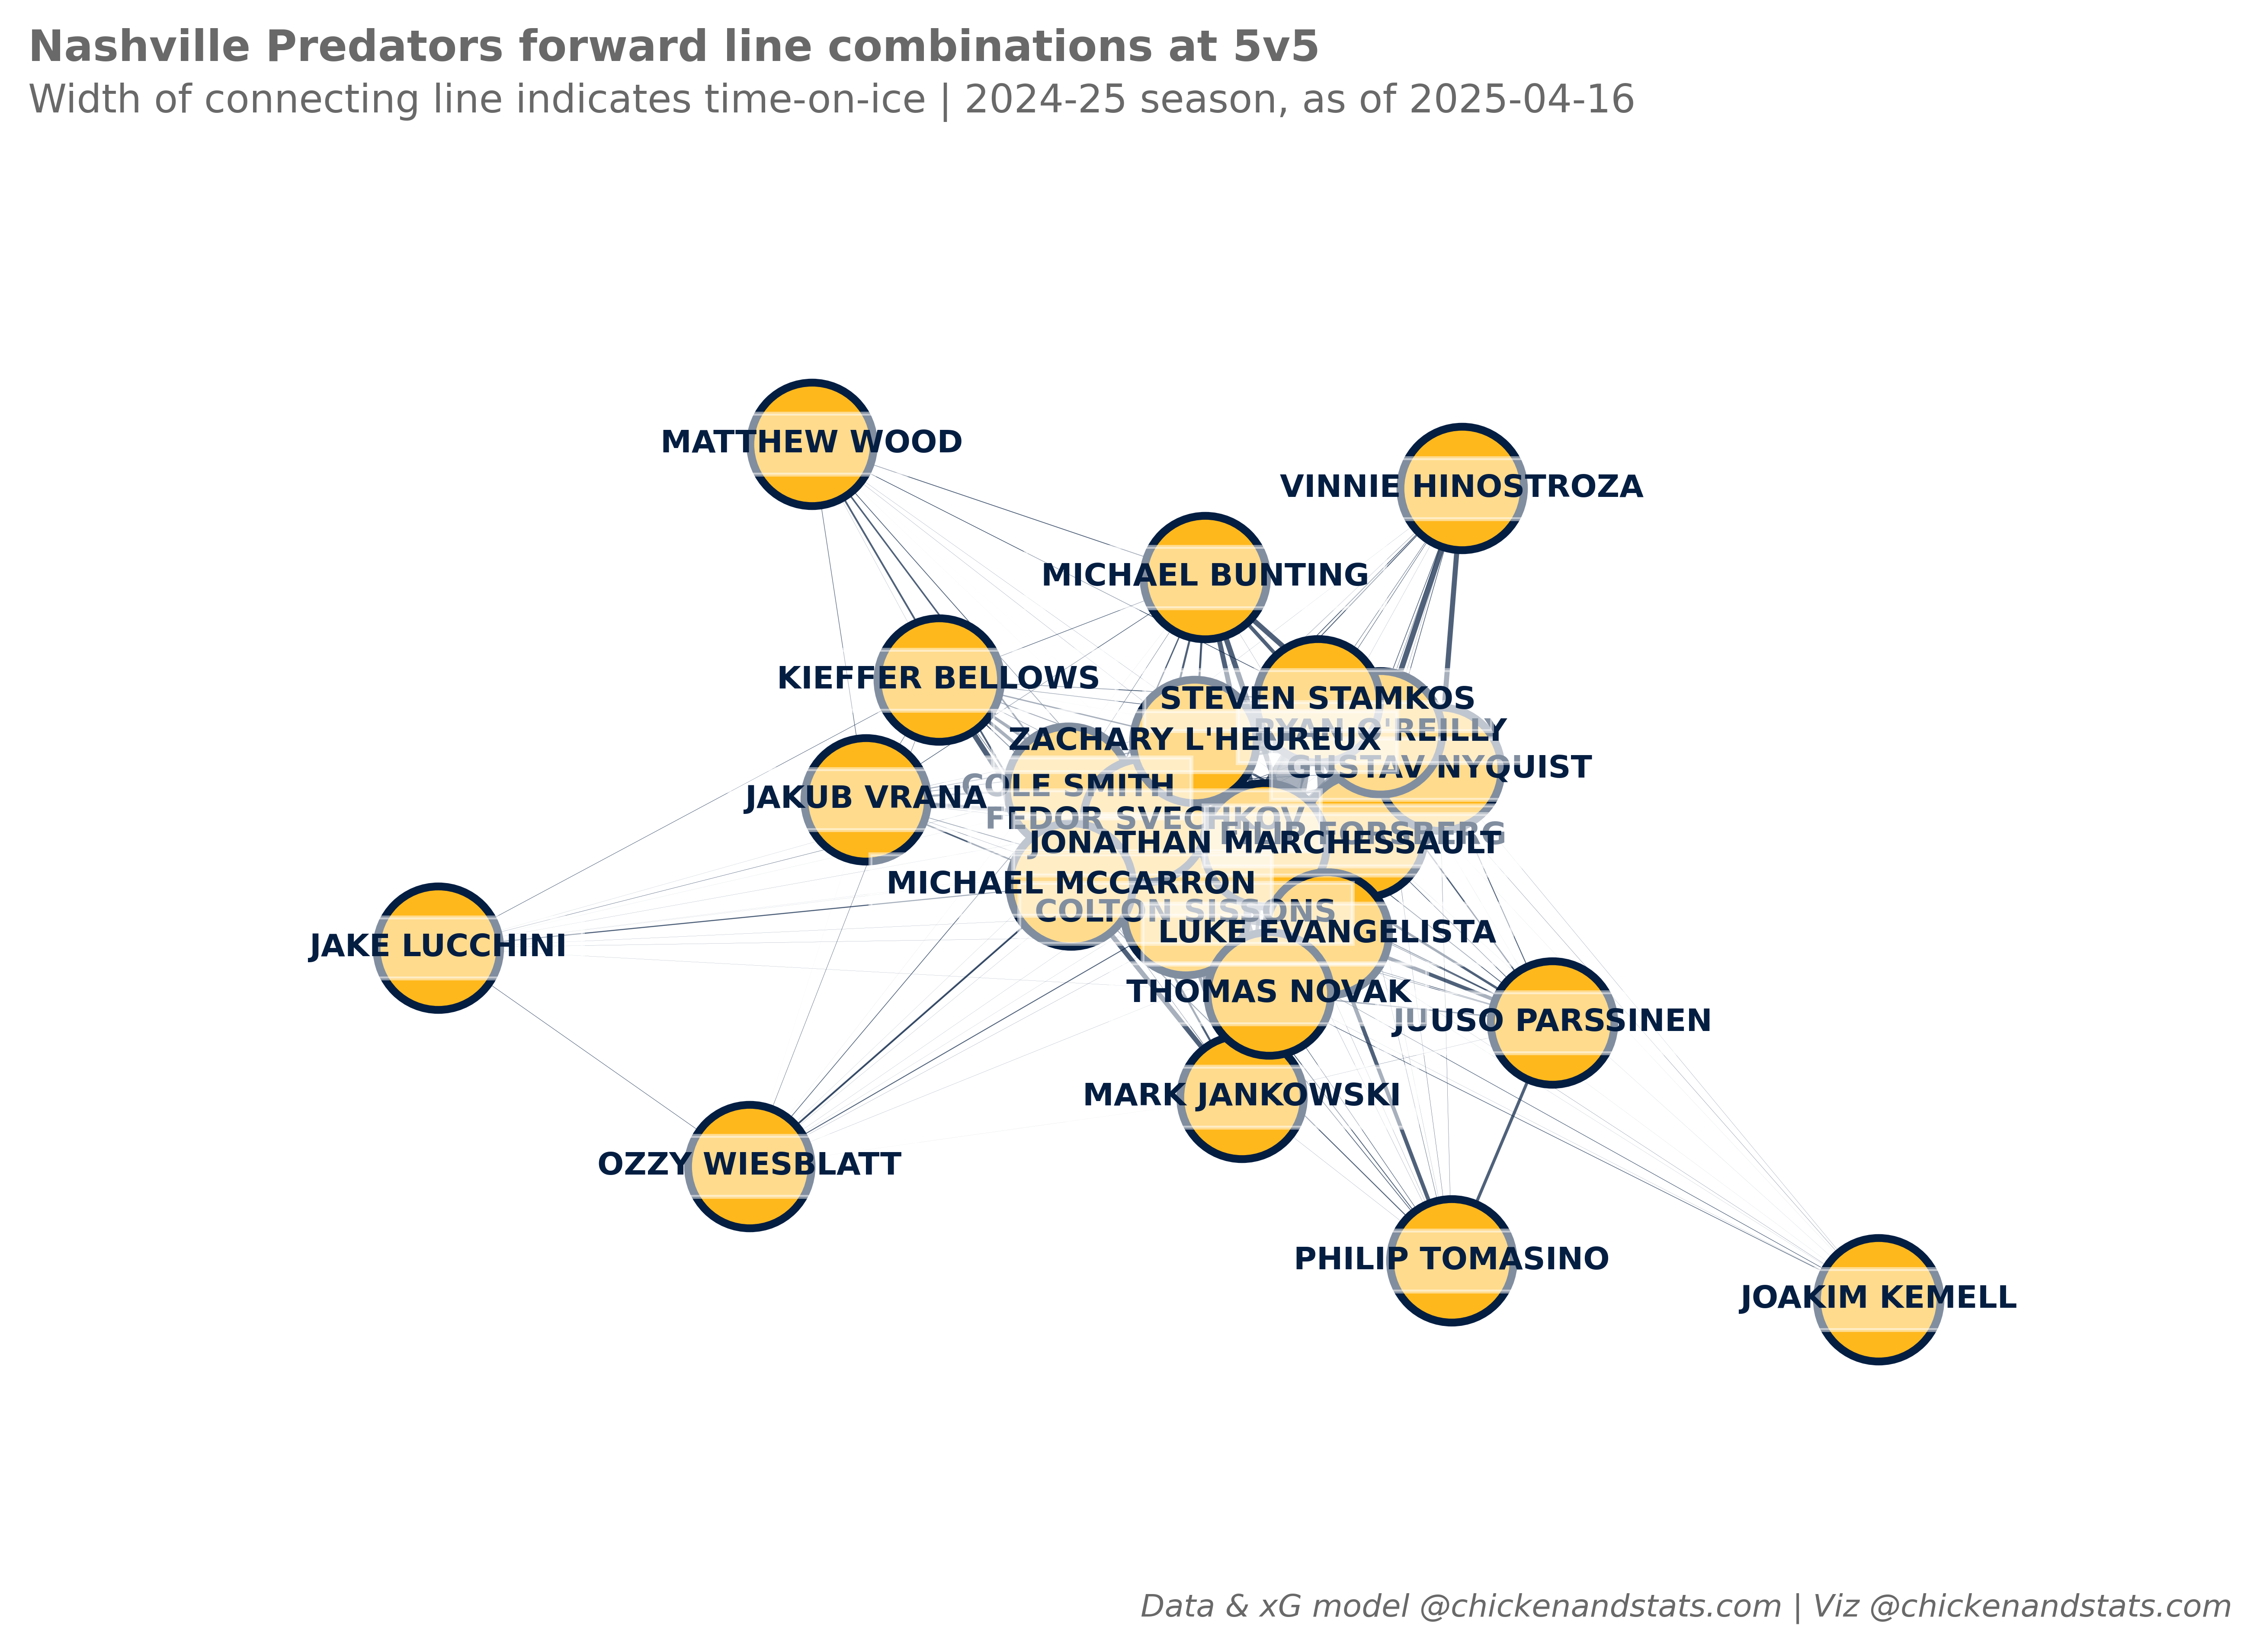 Nashville Predators forward line combinations at 5v5
Width of connecting line indicates time-on-ice | 2024-25 season, as of 2025-04-16
MATTHEW WOOD
VINNIE HINOSTROZA
MICHAEL BUNTING
KIEFFER BELLOWS
STEVEN STAMKOS
RYAN O'REILLY
ZACHARY L'HEUREUX
GUSTAV NYQUIST
COLE SMITH
JAKUB VRANA
FEDOR SVECHKOV
FILIP FORSBERG
JONATHAN MARCHESSAULT
MICHAEL MCCARRON
COLTON SISSONS
LUKE EVANGELISTA
JAKE LUCCHINI
THOMAS NOVAK
JUUSO PARSSINEN
MARK JANKOWSKI
OZZY WIESBLATT
PHILIP TOMASINO
JOAKIM KEMELL
Data & xG model @chickenandstats.com | Viz @chickenandstats.com